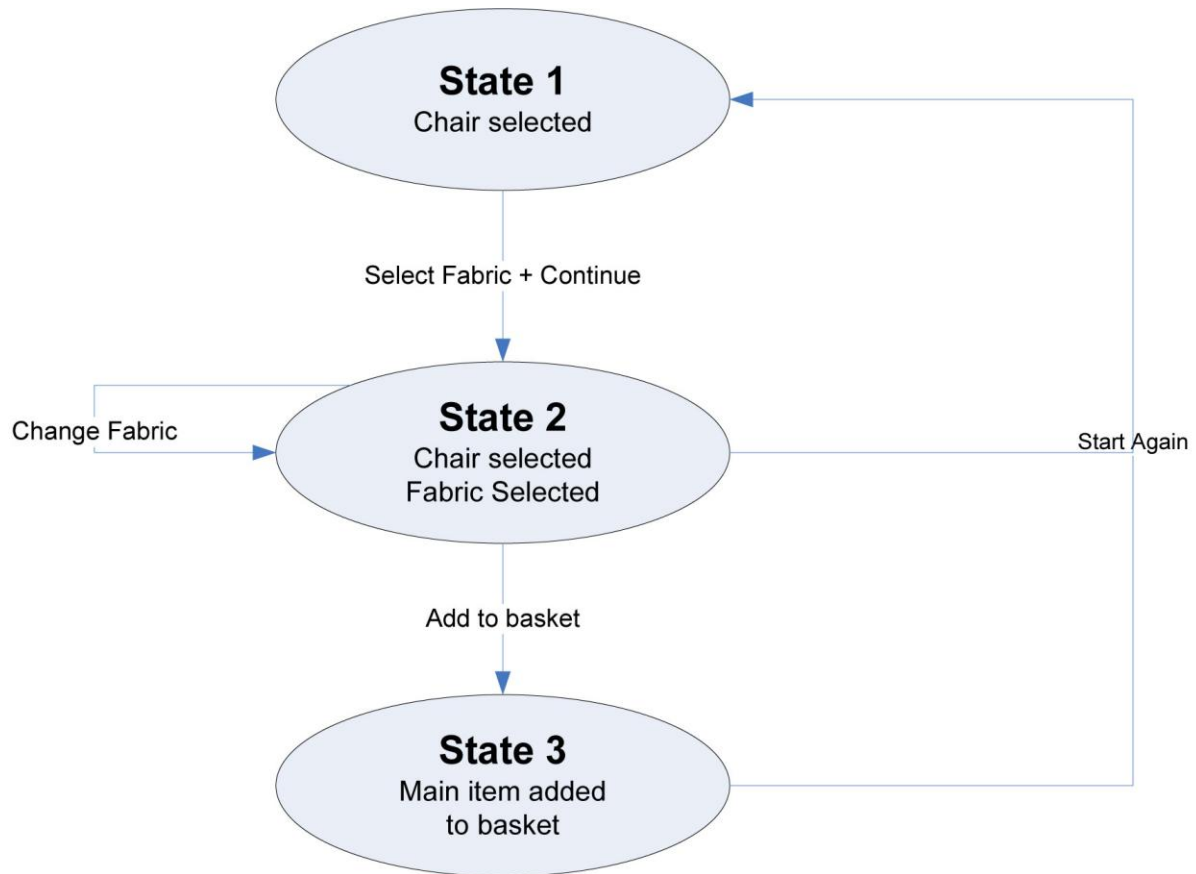 State 1
Chair selected
Select Fabric + Continue
State 2
Chair selected
Fabric Selected
Change Fabric
Start Again
Add to basket
State 3
Main item added
to basket